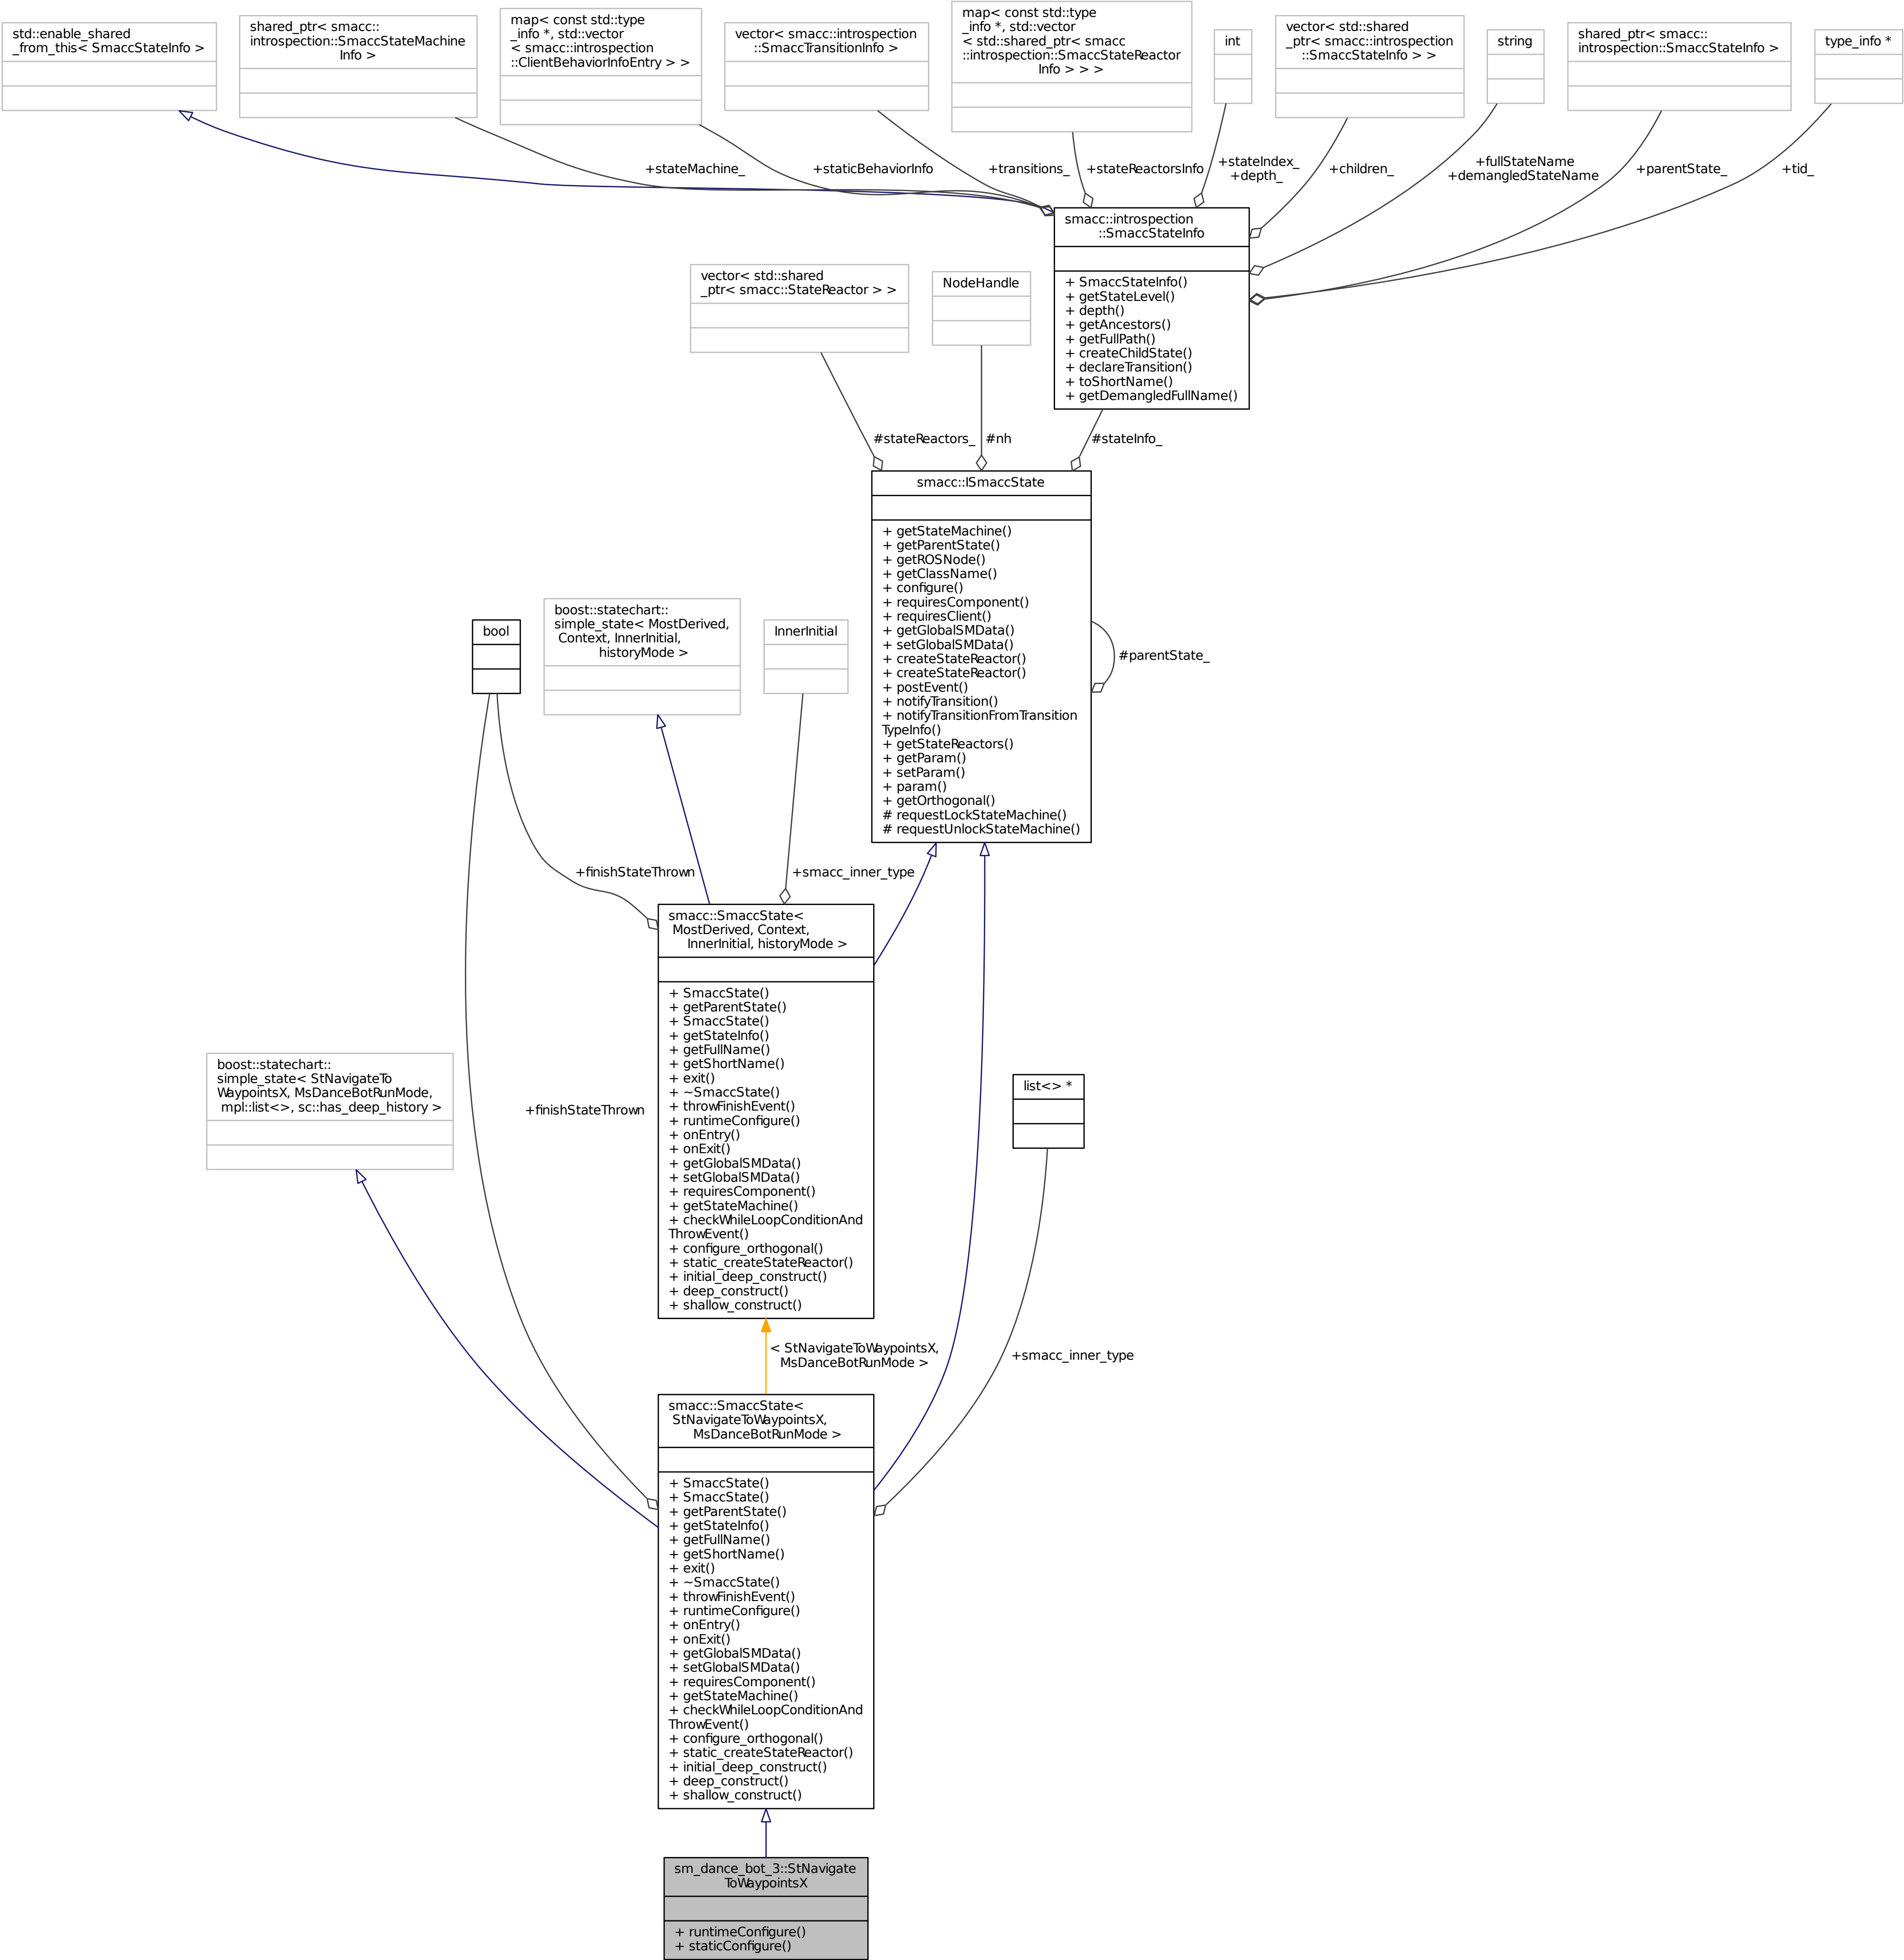 std::enable_shared
_from_this< SmaccStateInfo >
shared_ptr< smacc::
introspection::SmaccStateMachine
Info >
map< const std::type
_info *, std::vector
< smacc::introspection
::ClientBehaviorInfoEntry > >
vector< smacc::introspection
::SmaccTransitionInfo >
map< const std::type
_info *, std::vector
< std::shared_ptr< smacc
::introspection::SmaccStateReactor
Info > > >
int
vector< std::shared
_ptr< smacc::introspection
::SmaccStateInfo > >
string
shared_ptr< smacc::
introspection::SmaccStateInfo >
type_info *
+stateMachine_
+staticBehaviorInfo
+transitions_
+stateReactorsInfo
+stateIndex_
+depth_
+children_
+fullStateName
+demangledStateName
+parentState_
+tid_
smacc::introspection
::SmaccStateInfo
+ SmaccStateInfo()
+ getStateLevel()
+ depth()
+ getAncestors()
+ getFullPath()
+ createChildState()
+ declareTransition()
+ toShortName()
+ getDemangledFullName()
vector< std::shared
_ptr< smacc::StateReactor > >
NodeHandle
#stateReactors_
#nh
#stateInfo_
smacc::ISmaccState
+ getStateMachine()
+ getParentState()
+ getROSNode()
+ getClassName()
+ configure()
+ requiresComponent()
+ requiresClient()
+ getGlobalSMData()
+ setGlobalSMData()
+ createStateReactor()
+ createStateReactor()
+ postEvent()
+ notifyTransition()
+ notifyTransitionFromTransition
TypeInfo()
+ getStateReactors()
+ getParam()
+ setParam()
+ param()
+ getOrthogonal()
# requestLockStateMachine()
# requestUnlockStateMachine()
#parentState_
bool
boost::statechart::
simple_state< MostDerived,
Context, InnerInitial,
historyMode >
InnerInitial
+finishStateThrown
+smacc_inner_type
smacc::SmaccState<
MostDerived, Context,
InnerInitial, historyMode >
+ SmaccState()
+ getParentState()
+ SmaccState()
+ getStateInfo()
+ getFullName()
+ getShortName()
+ exit()
+ ~SmaccState()
+ throwFinishEvent()
+ runtimeConfigure()
+ onEntry()
+ onExit()
+ getGlobalSMData()
+ setGlobalSMData()
+ requiresComponent()
+ getStateMachine()
+ checkWhileLoopConditionAnd
ThrowEvent()
+ configure_orthogonal()
+ static_createStateReactor()
+ initial_deep_construct()
+ deep_construct()
+ shallow_construct()
boost::statechart::
simple_state< StNavigateTo
WaypointsX, MsDanceBotRunMode,
mpl::list<>, sc::has_deep_history >
+finishStateThrown
list<> *
< StNavigateToWaypointsX,
MsDanceBotRunMode >
+smacc_inner_type
smacc::SmaccState<
StNavigateToWaypointsX,
MsDanceBotRunMode >
+ SmaccState()
+ SmaccState()
+ getParentState()
+ getStateInfo()
+ getFullName()
+ getShortName()
+ exit()
+ ~SmaccState()
+ throwFinishEvent()
+ runtimeConfigure()
+ onEntry()
+ onExit()
+ getGlobalSMData()
+ setGlobalSMData()
+ requiresComponent()
+ getStateMachine()
+ checkWhileLoopConditionAnd
ThrowEvent()
+ configure_orthogonal()
+ static_createStateReactor()
+ initial_deep_construct()
+ deep_construct()
+ shallow_construct()
sm_dance_bot_3::StNavigate
ToWaypointsX
+ runtimeConfigure()
+ staticConfigure()